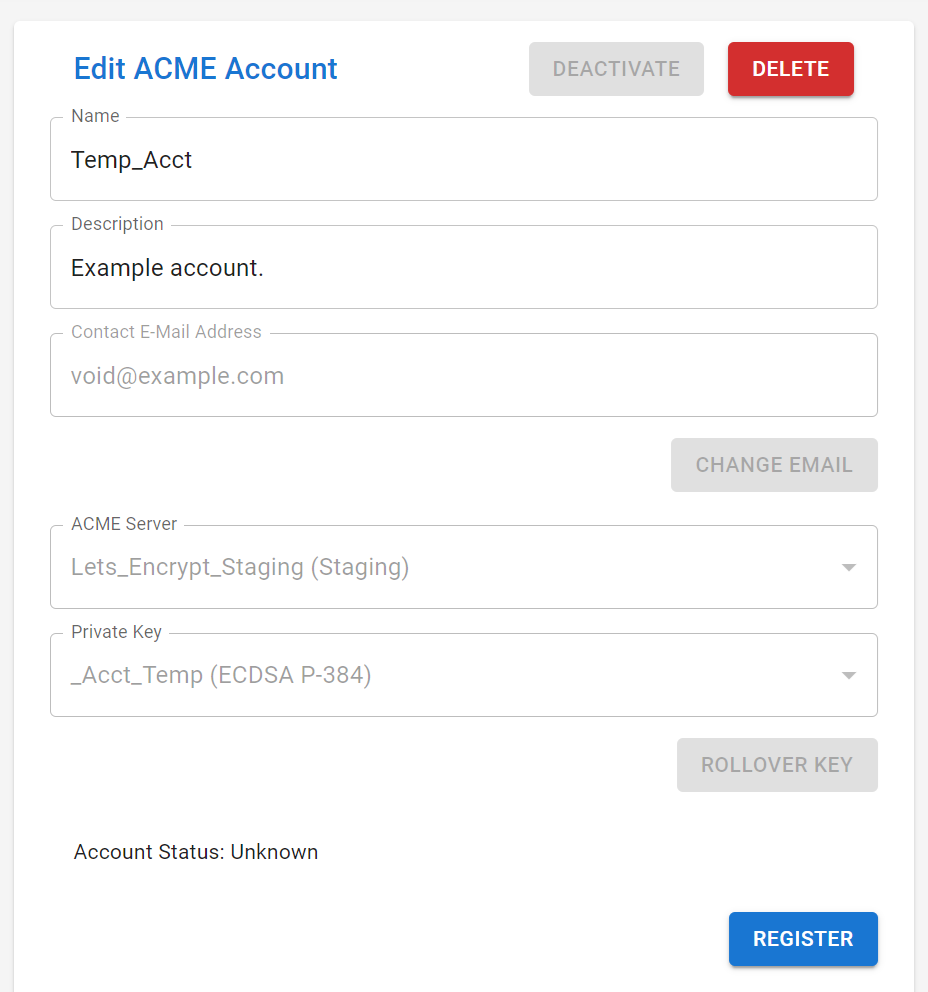 Edit ACME Account
DEACTIVATE
DELETE
Name
Temp_Acct
Description
Example account.
Contact E-Mail Address
void@example.com
CHANGE EMAIL
ACME Server
Lets_Encrypt_Staging (Staging)
Private Key
_Acct_Temp (ECDSA P-384)
ROLLOVER KEY
Account Status: Unknown
REGISTER